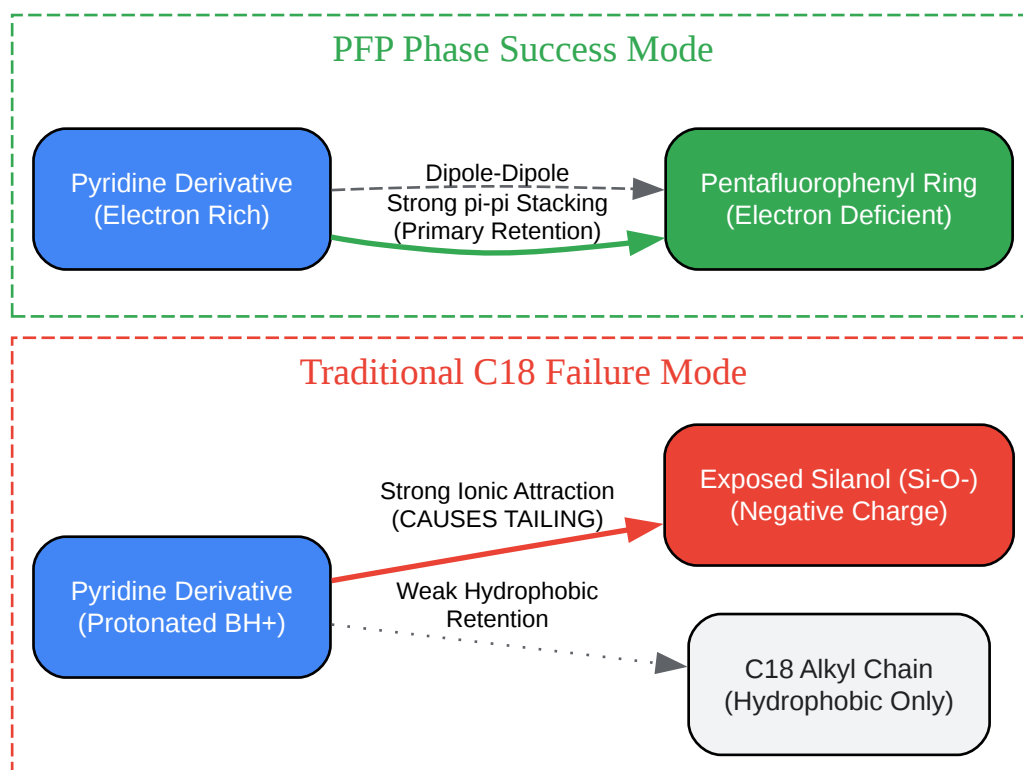 PFP Phase Success Mode
Pyridine Derivative
(Electron Rich)
Dipole-Dipole
Strong pi-pi Stacking
(Primary Retention)
Pentafluorophenyl Ring
(Electron Deficient)
Traditional C18 Failure Mode
Strong Ionic Attraction
(CAUSES TAILING)
Exposed Silanol (Si-O-)
(Negative Charge)
Pyridine Derivative
(Protonated BH+)
Weak Hydrophobic
Retention
C18 Alkyl Chain
(Hydrophobic Only)